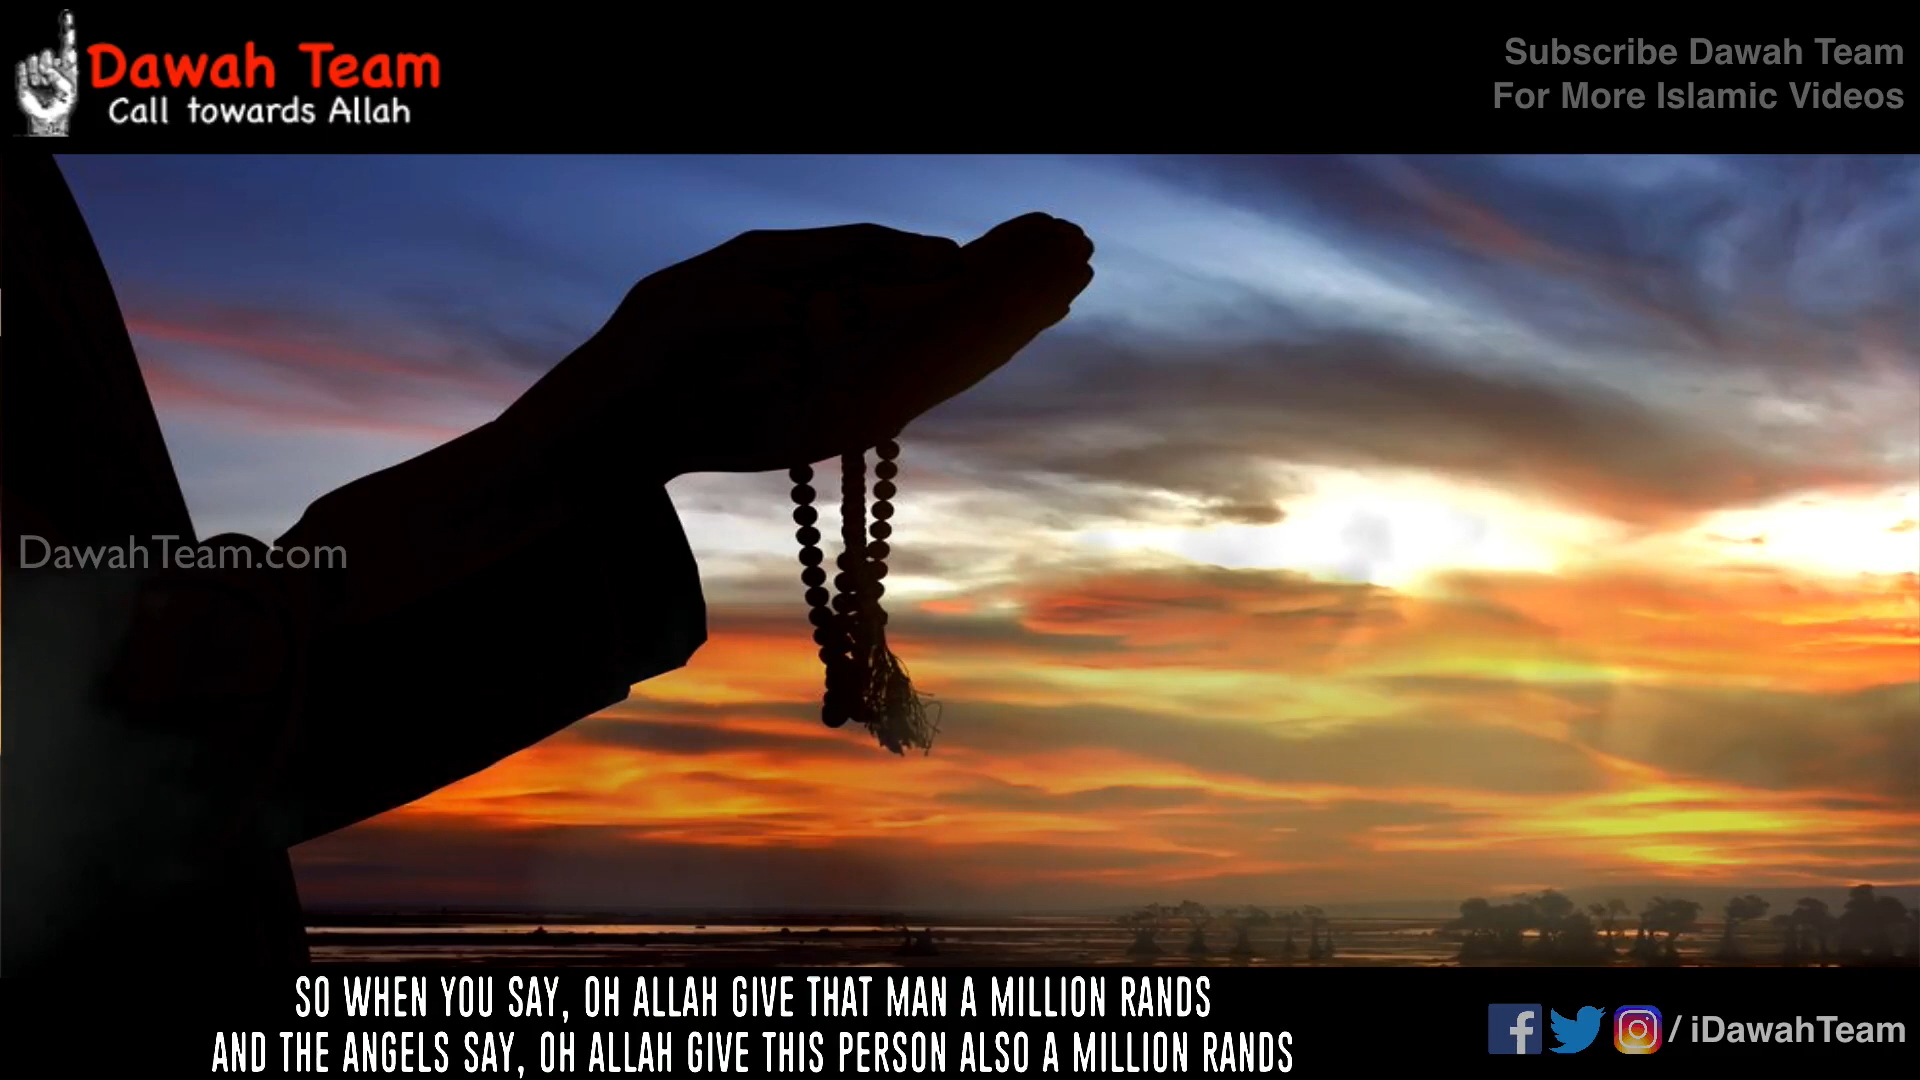 Dawah Team
Call towards Allah
Subscribe Dawah Team
For More Islamic Videos
DawahTeam.com
SO WHEN YOU SAY, OH ALLAH GIVE THAT MAN A MILLION RANDS
AND THE ANGELS SAY, OH ALLAH GIVE THIS PERSON ALSO A MILLION RANDS
/ iDawahTeam